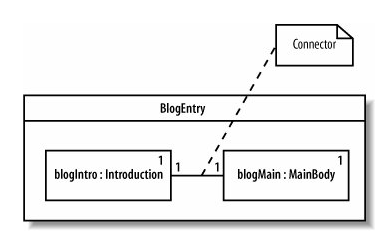 Connector
BlogEntry
1
1
blogIntro : Introduction
1
1
blogMain : MainBody